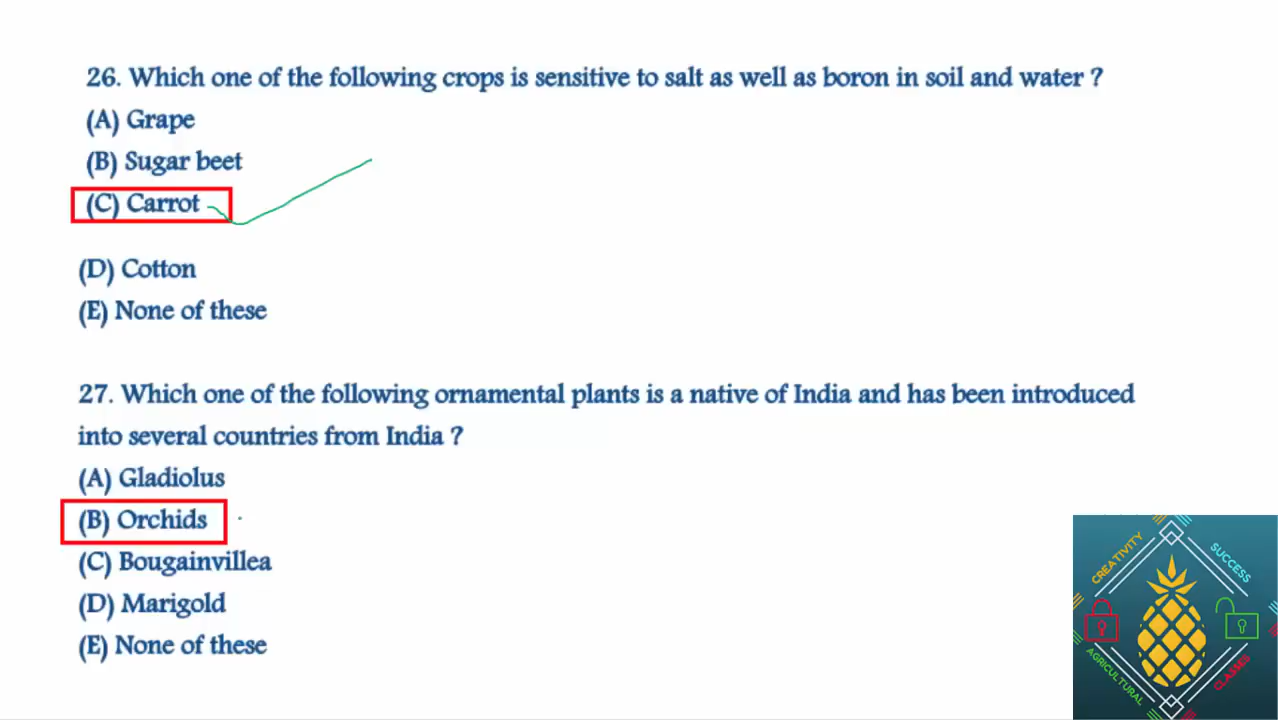 26. Which one of the following crops is sensitive to salt as well as boron in soil and water ?
(A) Grape
(B) Sugar beet
(C) Carrot
(D) Cotton
(E) None of these
27. Which one of the following ornamental plants is a native of India and has been introduced
into several countries from India ?
(A) Gladiolus
(B) Orchids
(C) Bougainvillea
(D) Marigold
(E) None of these
CREATIVITY
SUCCESS
AGRICULTURAL
CLASSES